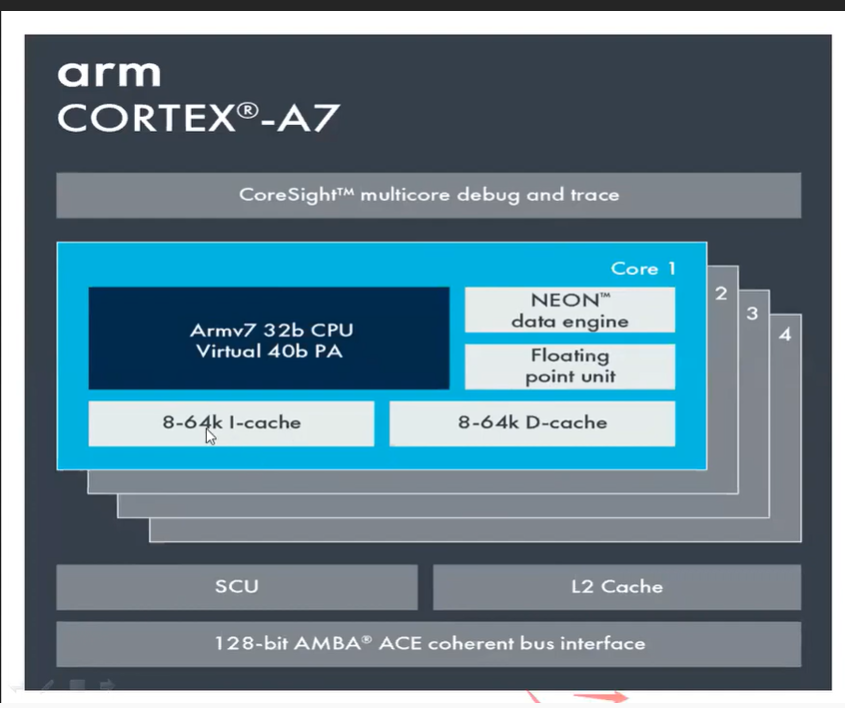 arm
CORTEX®-A7
CoreSight™ multicore debug and trace
Core 1
2
3
4
Armv7 32b CPU
Virtual 40b PA
NEON™
data engine
Floating
point unit
8-64k I-cache
8-64k D-cache
SCU
L2 Cache
128-bit AMBA® ACE coherent bus interface